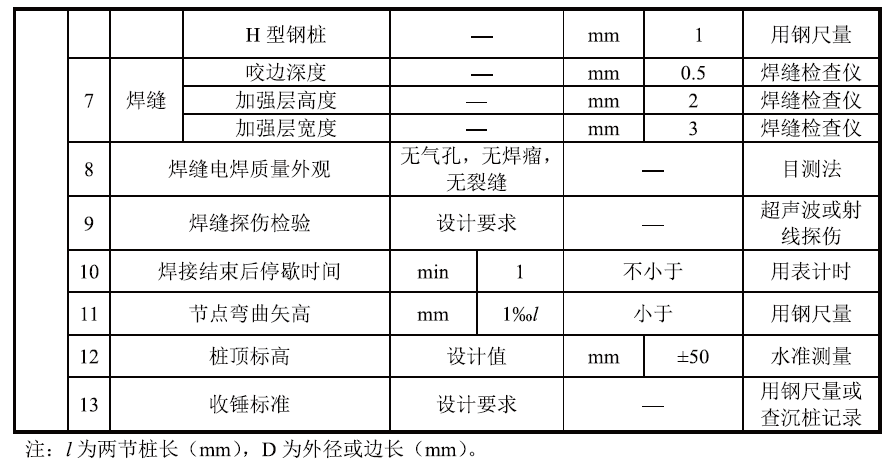 H 型钢桩 — mm 1 用钢尺量
7 焊缝 咬边深度 — mm 0.5 焊缝检查仪
加强层高度 — mm 2 焊缝检查仪
加强层宽度 — mm 3 焊缝检查仪
8 焊缝电焊质量外观 无气孔，无焊瘤，
无裂缝 — 目测法
9 焊缝探伤检验 设计要求 — 超声波或射
线探伤
10 焊接结束后停歇时间 min 1 不小于 用表计时
11 节点弯曲矢高 mm 1‰l 小于 用钢尺量
12 桩顶标高 设计值 mm ±50 水准测量
13 收锤标准 设计要求 — 用钢尺量或
查沉桩记录
注：l 为两节桩长（mm），D 为外径或边长（mm）。